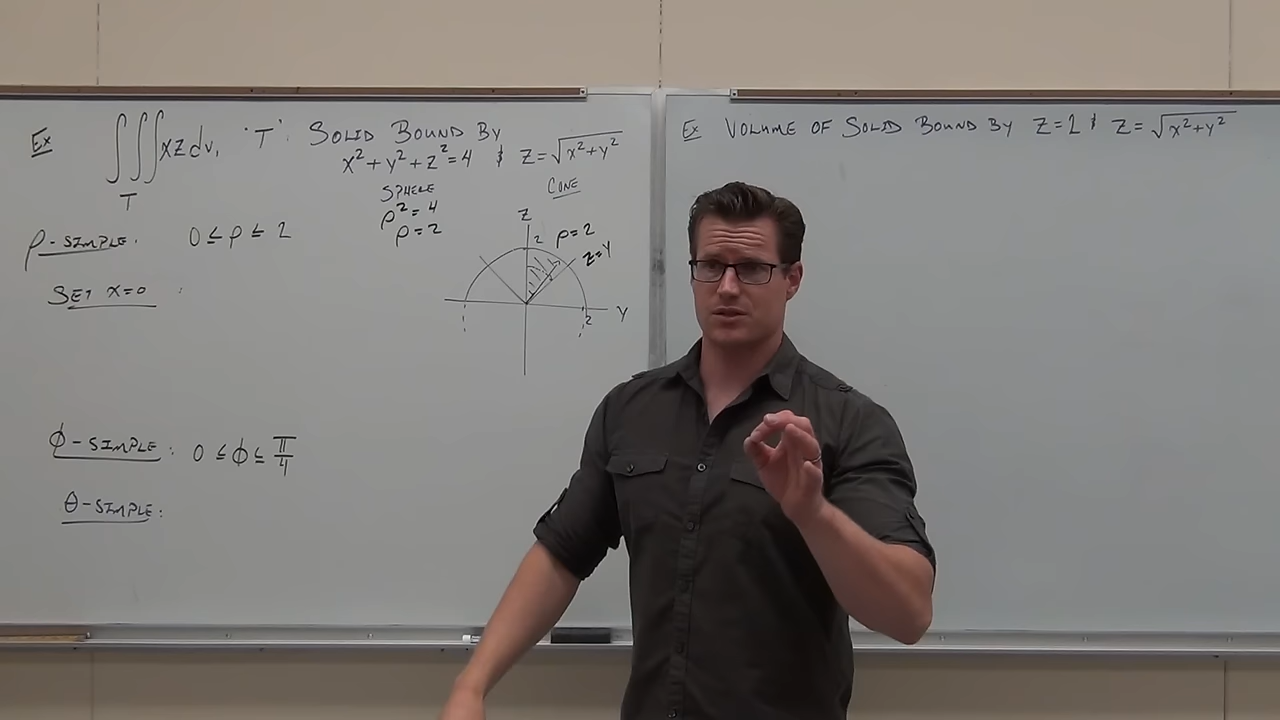 Ex ∭ xz dv, "T": SOLID BOUND BY
T
x²+y²+z²=4 & z=√x²+y²
SPHERE
ρ²=4
ρ=2
CONE
ρ-SIMPLE: 0≤ρ≤2
SET x=0 :
Z
2
ρ=2
z=y
2
Y
ϕ-SIMPLE: 0≤ϕ≤π/4
θ-SIMPLE:
Ex VOLUME OF SOLID BOUND BY Z=1 & Z=√x²+y²